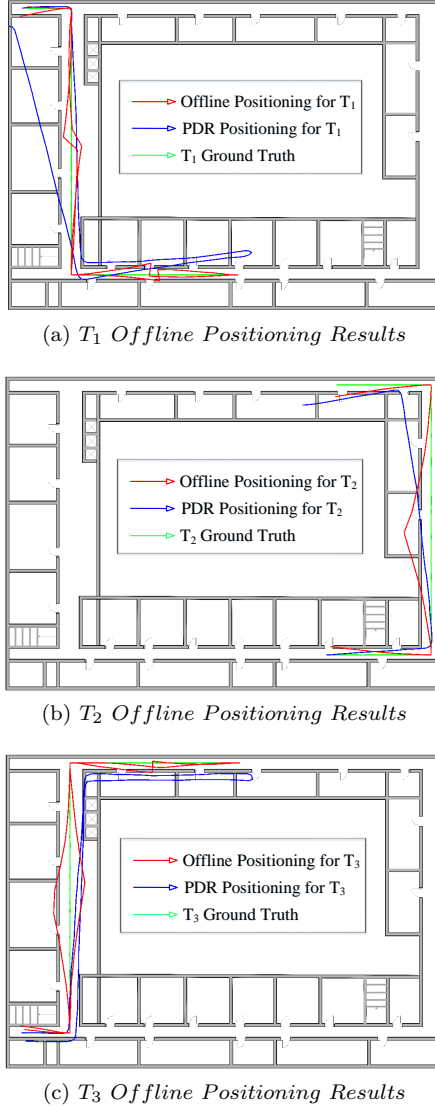 Offline Positioning for T₁
PDR Positioning for T₁
T₁ Ground Truth
(a) T₁ Offline Positioning Results
Offline Positioning for T₂
PDR Positioning for T₂
T₂ Ground Truth
(b) T₂ Offline Positioning Results
Offline Positioning for T₃
PDR Positioning for T₃
T₃ Ground Truth
(c) T₃ Offline Positioning Results